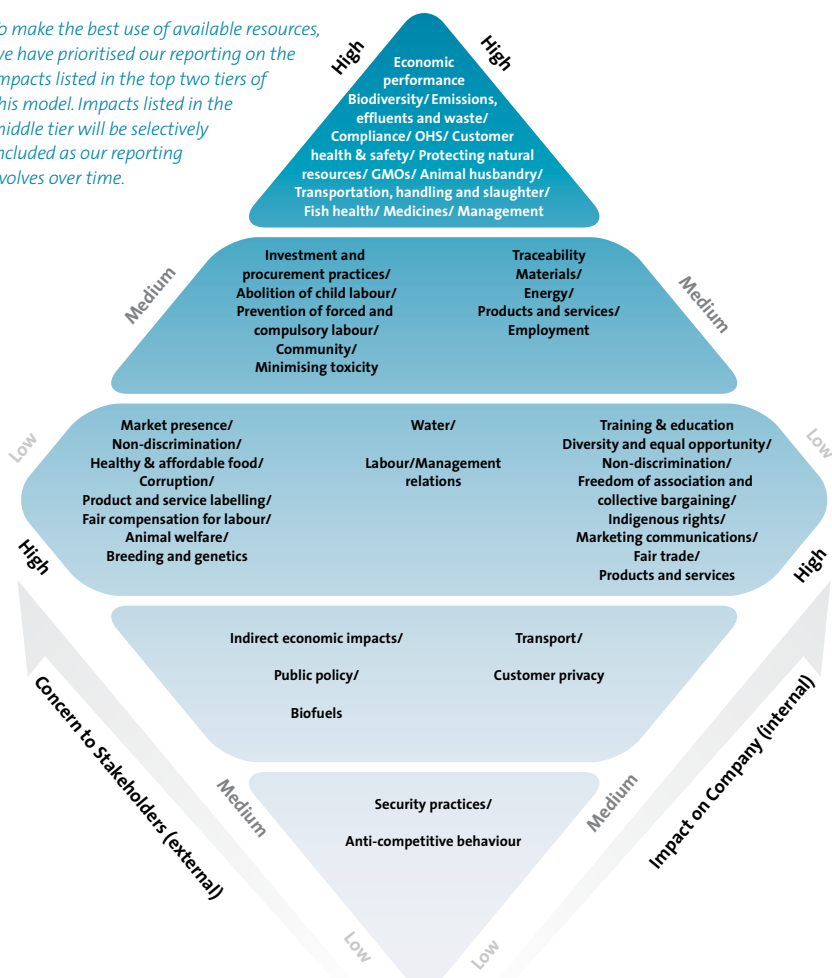 o make the best use of available resources,
we have prioritised our reporting on the
mpacts listed in the top two tiers of
his model. Impacts listed in the
middle tier will be selectively
ncluded as our reporting
volves over time.
High
High
Economic
performance
Biodiversity/ Emissions,
effluents and waste/
Compliance/ OHS/ Customer
health & safety/ Protecting natural
resources/ GMOs/ Animal husbandry/
Transportation, handling and slaughter/
Fish health/ Medicines/ Management
Medium
Medium
Investment and
procurement practices/
Abolition of child labour/
Prevention of forced and
compulsory labour/
Community/
Minimising toxicity
Traceability
Materials/
Energy/
Products and services/
Employment
Low
Low
Market presence/
Non-discrimination/
Healthy & affordable food/
Corruption/
Product and service labelling/
Fair compensation for labour/
Animal welfare/
Breeding and genetics
Water/
Labour/Management
relations
Training & education
Diversity and equal opportunity/
Non-discrimination/
Freedom of association and
collective bargaining/
Indigenous rights/
Marketing communications/
Fair trade/
Products and services
High
High
Indirect economic impacts/
Public policy/
Biofuels
Transport/
Customer privacy
Concern to Stakeholders (external)
Impact on Company (internal)
Medium
Medium
Security practices/
Anti-competitive behaviour
Low
Low